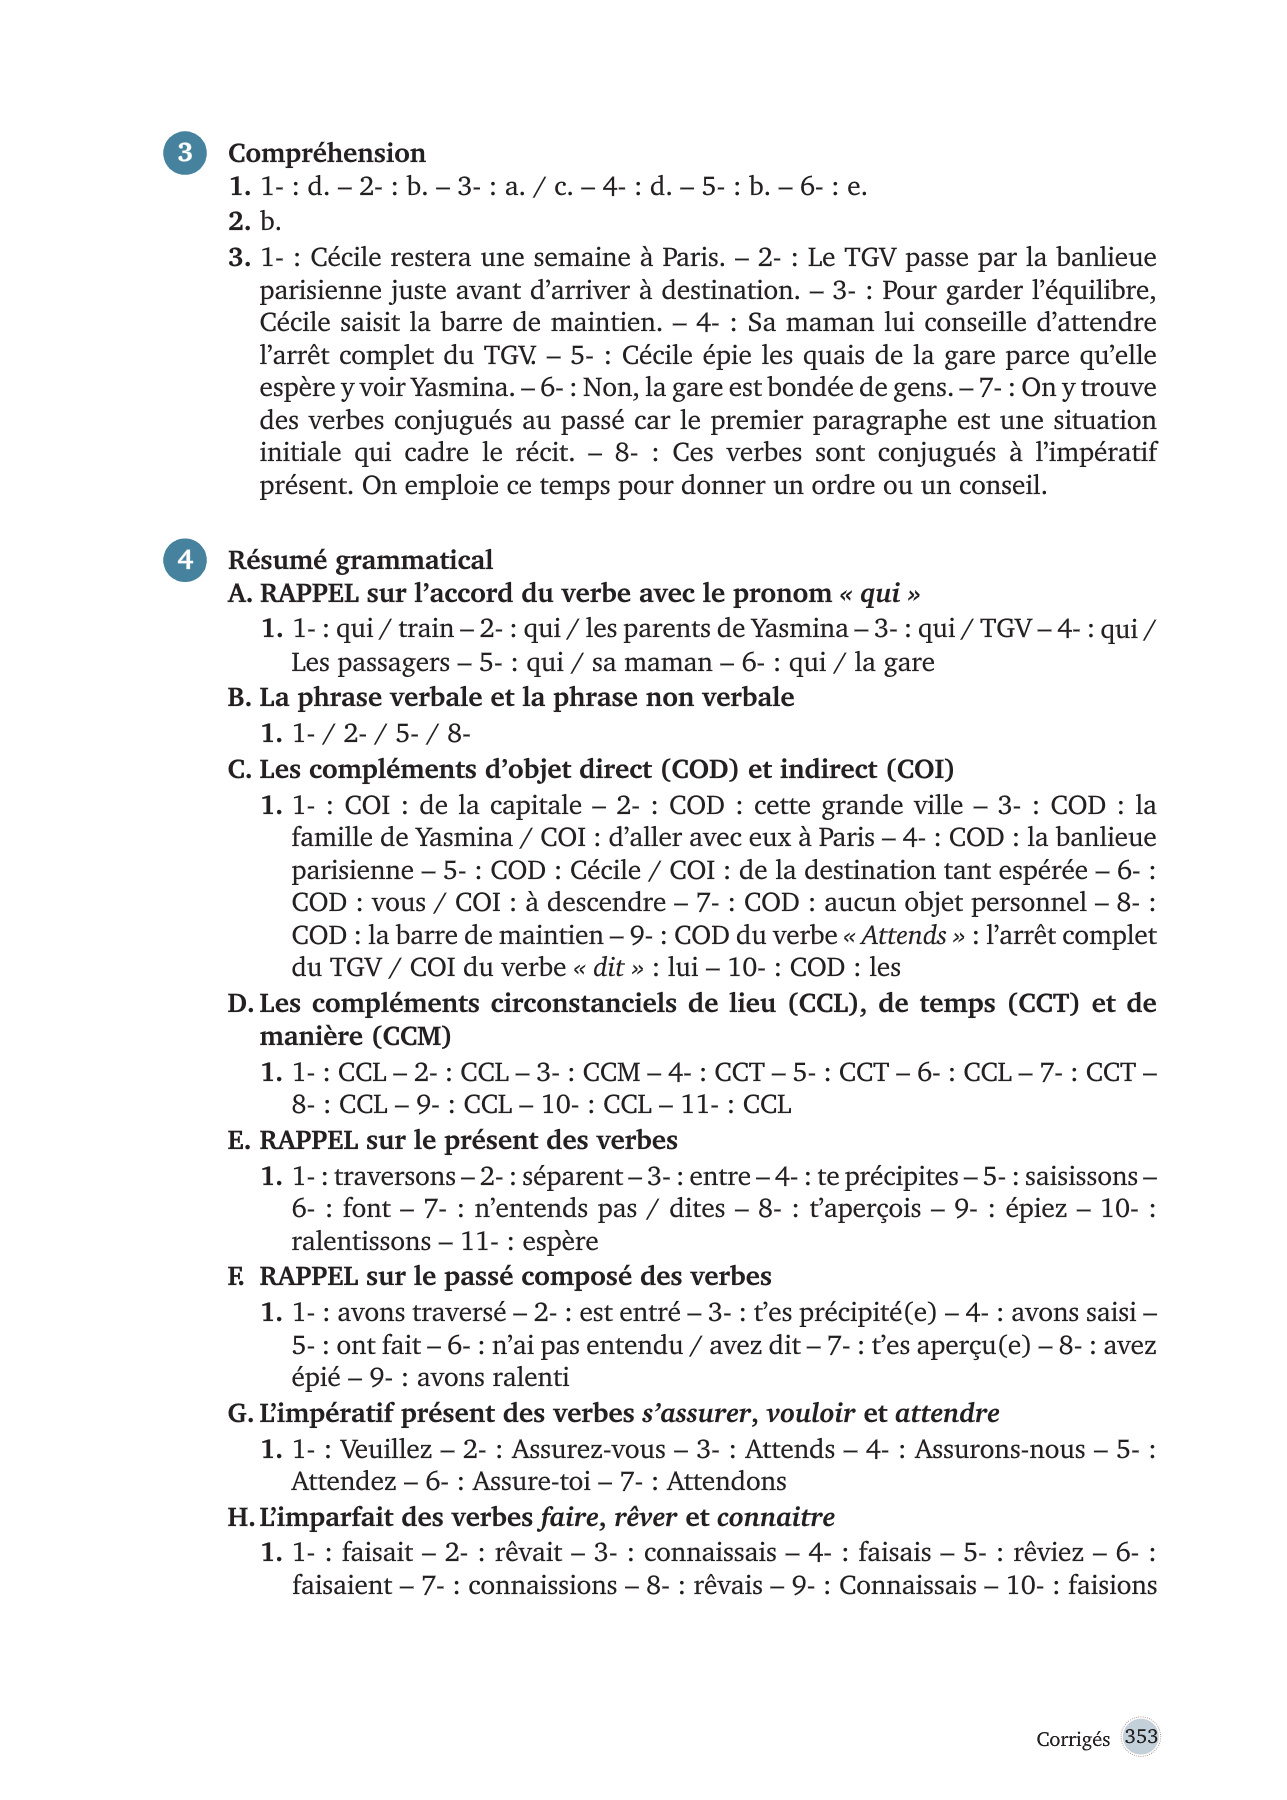 3 Compréhension
1. 1- : d. – 2- : b. – 3- : a. / c. – 4- : d. – 5- : b. – 6- : e.
2. b.
3. 1- : Cécile restera une semaine à Paris. – 2- : Le TGV passe par la banlieue
parisienne juste avant d’arriver à destination. – 3- : Pour garder l’équilibre,
Cécile saisit la barre de maintien. – 4- : Sa maman lui conseille d’attendre
l’arrêt complet du TGV. – 5- : Cécile épie les quais de la gare parce qu’elle
espère y voir Yasmina. – 6- : Non, la gare est bondée de gens. – 7- : On y trouve
des verbes conjugués au passé car le premier paragraphe est une situation
initiale qui cadre le récit. – 8- : Ces verbes sont conjugués à l’impératif
présent. On emploie ce temps pour donner un ordre ou un conseil.
4 Résumé grammatical
A. RAPPEL sur l’accord du verbe avec le pronom « qui »
1. 1- : qui / train – 2- : qui / les parents de Yasmina – 3- : qui / TGV – 4- : qui /
Les passagers – 5- : qui / sa maman – 6- : qui / la gare
B. La phrase verbale et la phrase non verbale
1. 1- / 2- / 5- / 8-
C. Les compléments d’objet direct (COD) et indirect (COI)
1. 1- : COI : de la capitale – 2- : COD : cette grande ville – 3- : COD : la
famille de Yasmina / COI : d’aller avec eux à Paris – 4- : COD : la banlieue
parisienne – 5- : COD : Cécile / COI : de la destination tant espérée – 6- :
COD : vous / COI : à descendre – 7- : COD : aucun objet personnel – 8- :
COD : la barre de maintien – 9- : COD du verbe « Attends » : l’arrêt complet
du TGV / COI du verbe « dit » : lui – 10- : COD : les
D. Les compléments circonstanciels de lieu (CCL), de temps (CCT) et de
manière (CCM)
1. 1- : CCL – 2- : CCL – 3- : CCM – 4- : CCT – 5- : CCT – 6- : CCL – 7- : CCT –
8- : CCL – 9- : CCL – 10- : CCL – 11- : CCL
E. RAPPEL sur le présent des verbes
1. 1- : traversons – 2- : séparent – 3- : entre – 4- : te précipites – 5- : saisissons –
6- : font – 7- : n’entends pas / dites – 8- : t’aperçois – 9- : épiez – 10- :
ralentissons – 11- : espère
F. RAPPEL sur le passé composé des verbes
1. 1- : avons traversé – 2- : est entré – 3- : t’es précipité(e) – 4- : avons saisi –
5- : ont fait – 6- : n’ai pas entendu / avez dit – 7- : t’es aperçu(e) – 8- : avez
épié – 9- : avons ralenti
G. L’impératif présent des verbes s’assurer, vouloir et attendre
1. 1- : Veuillez – 2- : Assurez-vous – 3- : Attends – 4- : Assurons-nous – 5- :
Attendez – 6- : Assure-toi – 7- : Attendons
H. L’imparfait des verbes faire, rêver et connaitre
1. 1- : faisait – 2- : rêvait – 3- : connaissais – 4- : faisais – 5- : rêviez – 6- :
faisaient – 7- : connaissions – 8- : rêvais – 9- : Connaissais – 10- : faisions
Corrigés 353